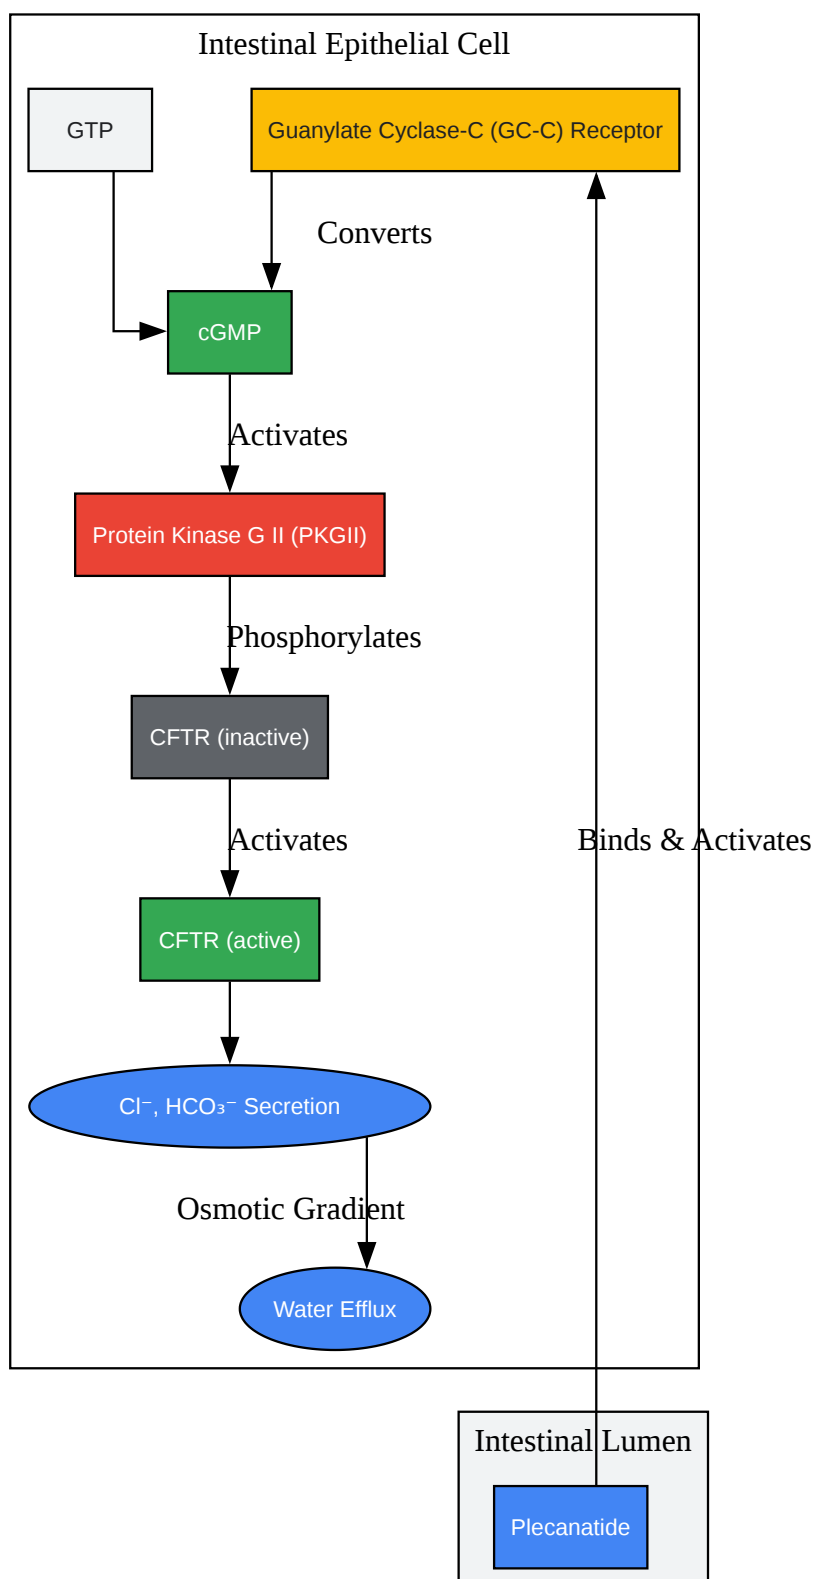 Intestinal Epithelial Cell
GTP
Guanylate Cyclase-C (GC-C) Receptor
Converts
cGMP
Activates
Protein Kinase G II (PKGII)
Phosphorylates
CFTR (inactive)
Activates
Binds & Activates
CFTR (active)
Cl⁻, HCO₃⁻ Secretion
Osmotic Gradient
Water Efflux
Intestinal Lumen
Plecanatide